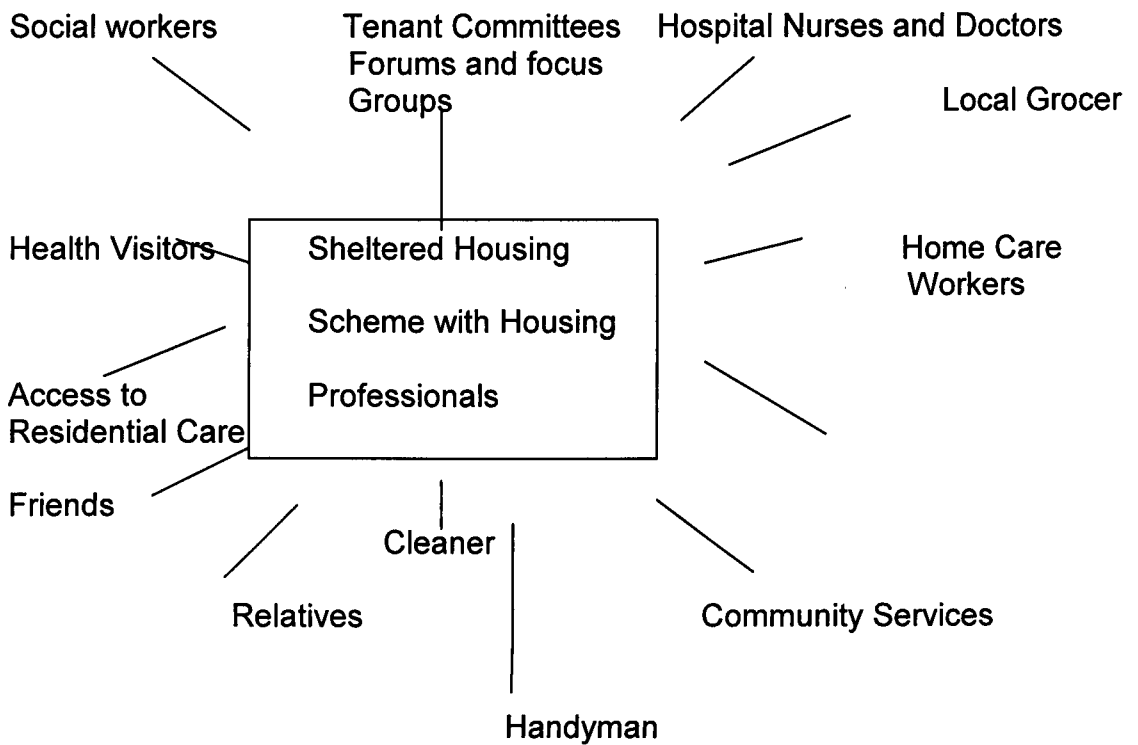 Social workers
Tenant Committees
Forums and focus
Groups
Hospital Nurses and Doctors
Local Grocer
Health Visitors
Sheltered Housing
Scheme with Housing
Professionals
Home Care
Workers
Access to
Residential Care
Friends
Cleaner
Relatives
Community Services
Handyman